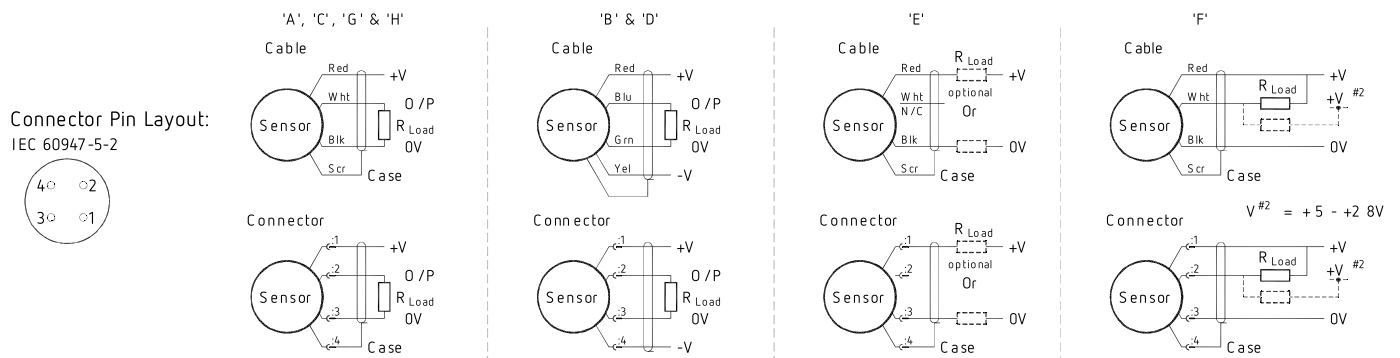 Connector Pin Layout:
IEC 60947-5-2
4 2
3 1
'A', 'C', 'G' & 'H'
Cable
Red +V
Wht O/P
Sensor R Load
Blk 0V
Scr Case
Connector
:1 +V
:2 O/P
Sensor R Load
:3 0V
:4 Case
'B' & 'D'
Cable
Red +V
Blu O/P
Sensor R Load
Grn 0V
Yel -V
Connector
:1 +V
:2 O/P
Sensor R Load
:3 0V
:4 -V
'E'
Cable
R Load
Red +V
optional
Wht
N/C Or
Sensor
Blk 0V
Scr Case
Connector
R Load
:1 +V
optional
:2 Or
Sensor
:3 0V
:4 Case
'F'
Cable
Red +V
R Load
Wht +V #2
Sensor
Blk 0V
Scr Case
V#2 = +5 - +28V
Connector
:1 +V
R Load
:2 +V #2
Sensor
:3 0V
:4 Case